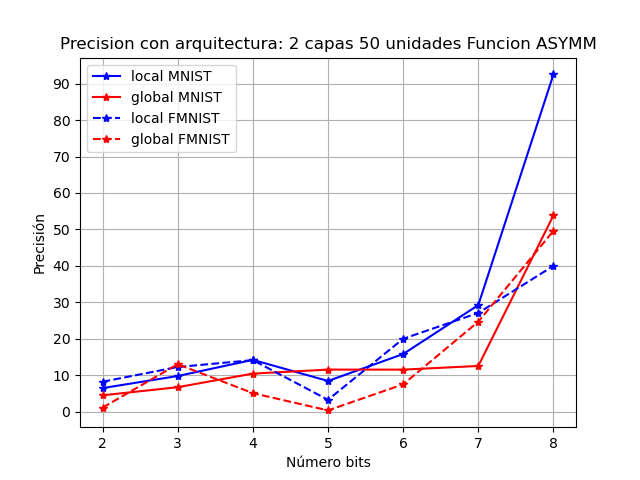 Precision con arquitectura: 2 capas 50 unidades Funcion ASYMM
local MNIST
global MNIST
local FMNIST
global FMNIST
Precisión
90
80
70
60
50
40
30
20
10
0
2 3 4 5 6 7 8
Número bits